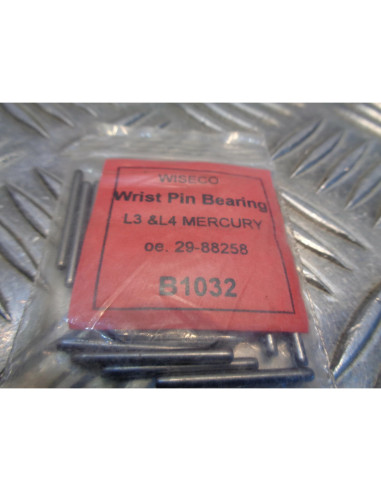 WISECO
Wrist Pin Bearing
L3 &L4 MERCURY
oe. 29-88258
B1032